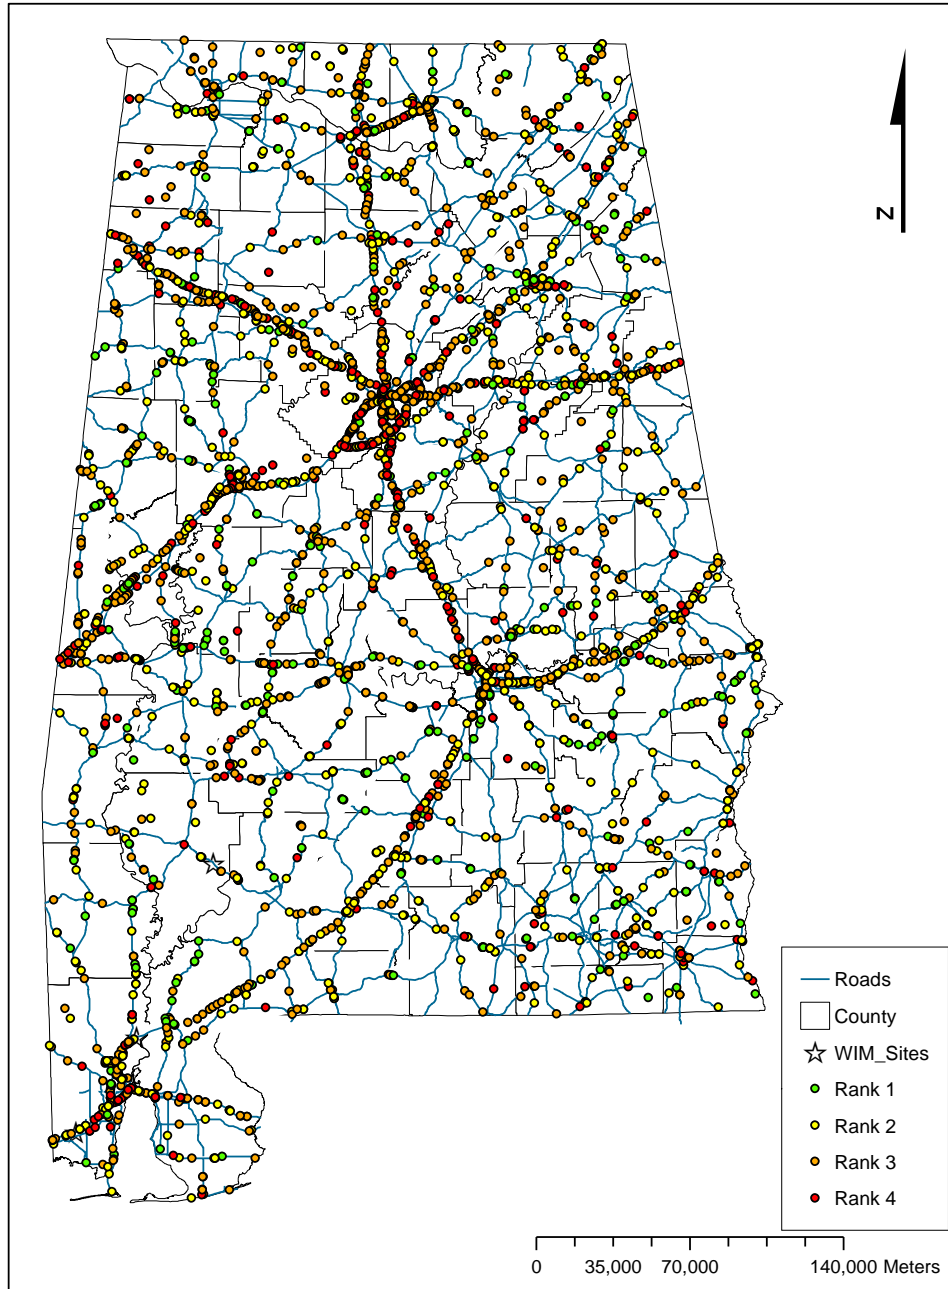 N
Roads
County
WIM_Sites
Rank 1
Rank 2
Rank 3
Rank 4
0 35,000 70,000 140,000 Meters